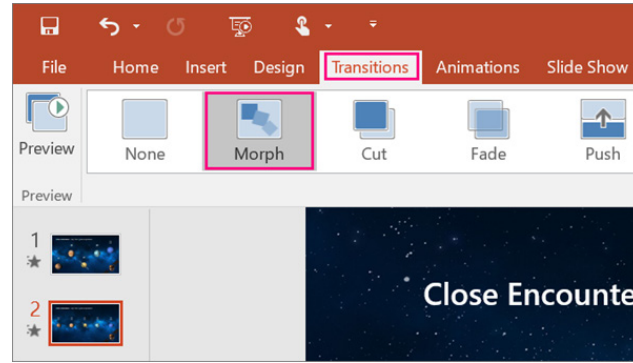 File Home Insert Design Transitions Animations Slide Show
Preview None Morph Cut Fade Push
Preview
1
2
Close Encounte